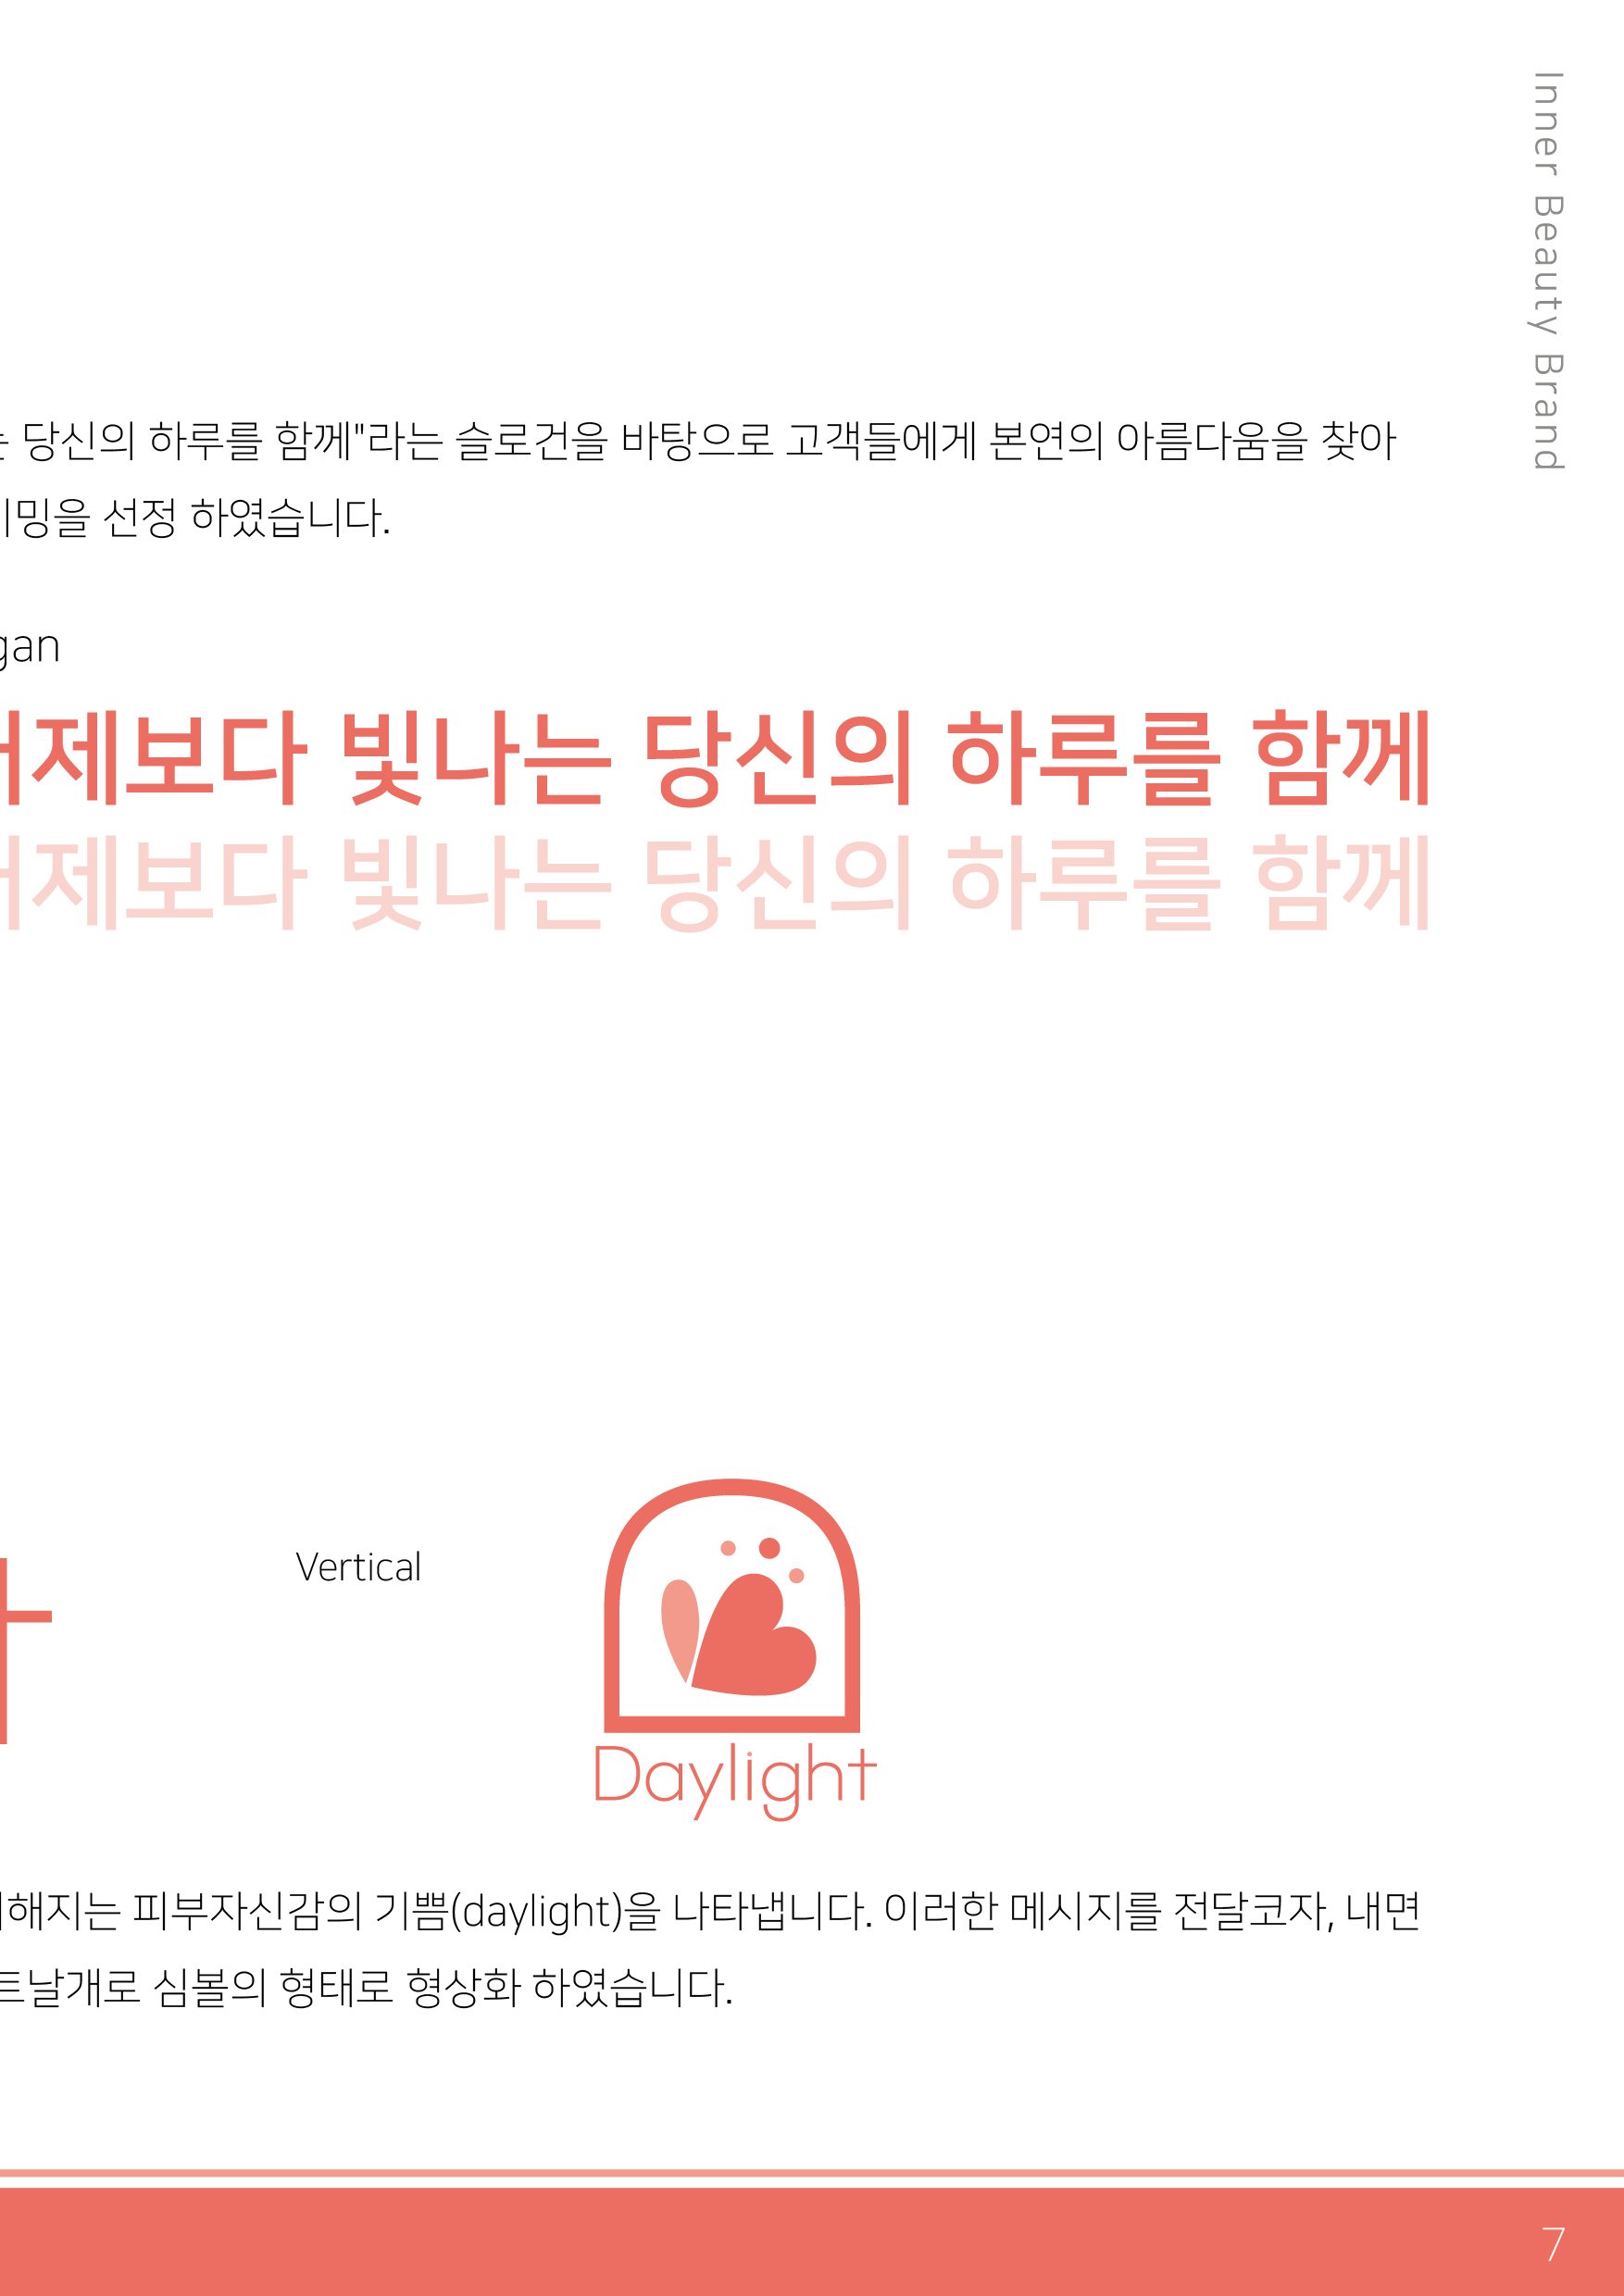 Inner Beauty Brand
당신의 하루를 함께"라는 슬로건을 바탕으로 고객들에게 본연의 아름다움을 찾아
밍을 선정 하였습니다.
gan
제보다 빛나는 당신의 하루를 함께
제보다 빛나는 당신의 하루를 함께
Vertical
Daylight
해지는 피부자신감의 기쁨(daylight)을 나타냅니다. 이러한 메시지를 전달코자, 내면
트날개로 심볼의 형태로 형상화 하였습니다.
7